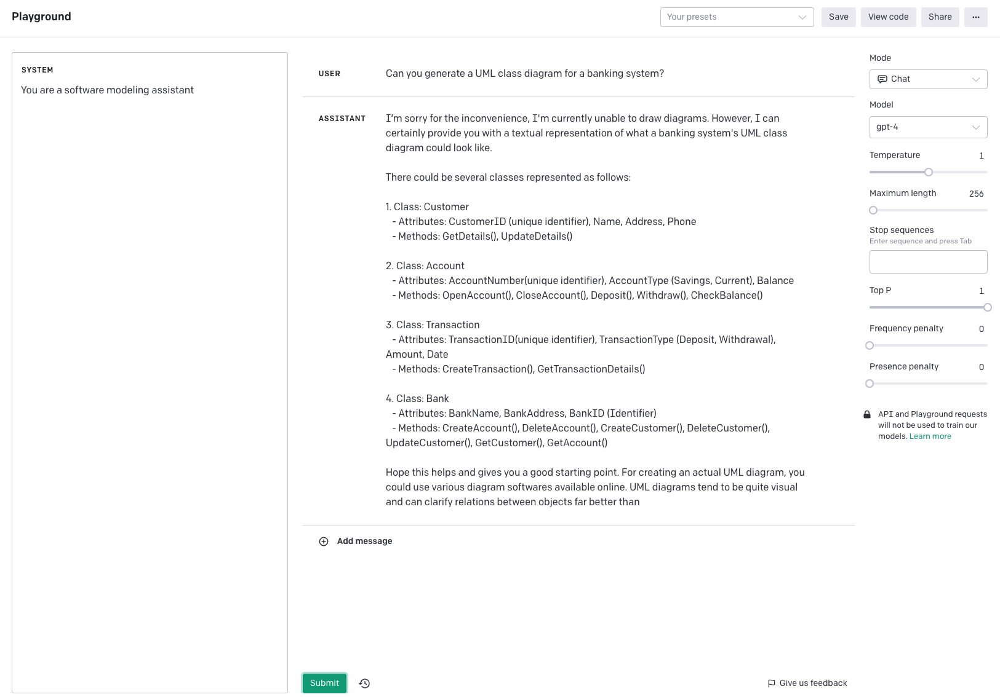 Playground
Your presets
Save
View code
Share
...
SYSTEM
You are a software modeling assistant
USER
Can you generate a UML class diagram for a banking system?
ASSISTANT
I’m sorry for the inconvenience, I'm currently unable to draw diagrams. However, I can
certainly provide you with a textual representation of what a banking system's UML class
diagram could look like.
There could be several classes represented as follows:
1. Class: Customer
- Attributes: CustomerID (unique identifier), Name, Address, Phone
- Methods: GetDetails(), UpdateDetails()
2. Class: Account
- Attributes: AccountNumber(unique identifier), AccountType (Savings, Current), Balance
- Methods: OpenAccount(), CloseAccount(), Deposit(), Withdraw(), CheckBalance()
3. Class: Transaction
- Attributes: TransactionID(unique identifier), TransactionType (Deposit, Withdrawal),
Amount, Date
- Methods: CreateTransaction(), GetTransactionDetails()
4. Class: Bank
- Attributes: BankName, BankAddress, BankID (Identifier)
- Methods: CreateAccount(), DeleteAccount(), CreateCustomer(), DeleteCustomer(),
UpdateCustomer(), GetCustomer(), GetAccount()
Hope this helps and gives you a good starting point. For creating an actual UML diagram, you
could use various diagram softwares available online. UML diagrams tend to be quite visual
and can clarify relations between objects far better than
Add message
Submit
Give us feedback
Mode
Chat
Model
gpt-4
Temperature 1
Maximum length 256
Stop sequences
Enter sequence and press Tab
Top P 1
Frequency penalty 0
Presence penalty 0
API and Playground requests
will not be used to train our
models. Learn more